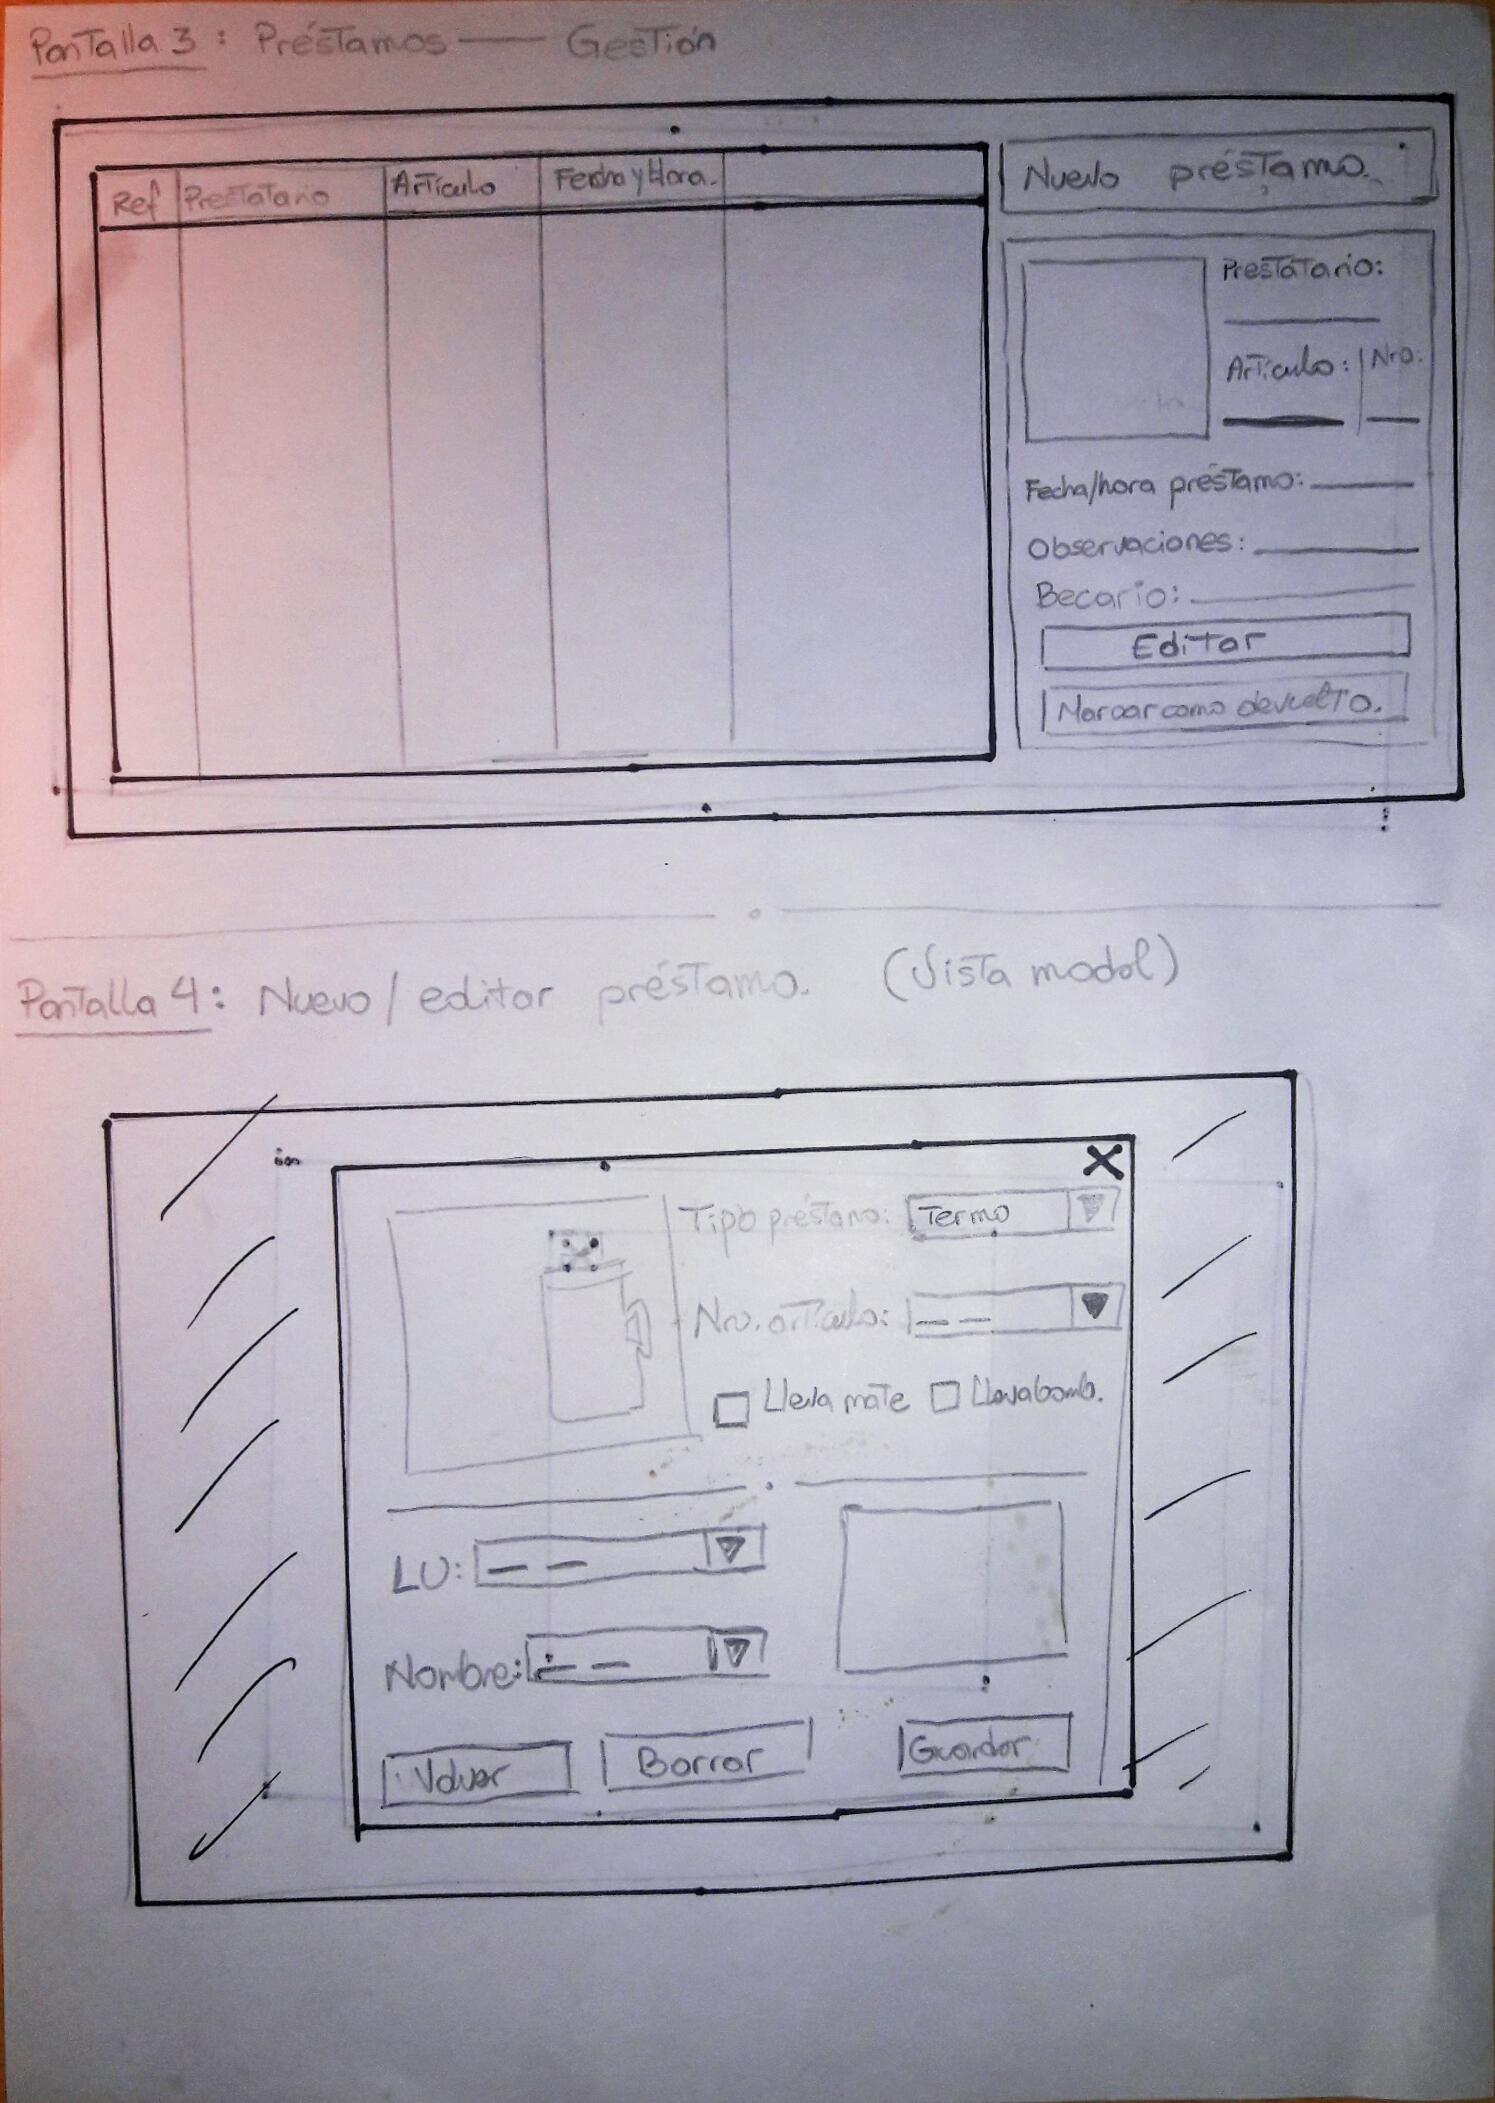 Pantalla 3 : Préstamos — Gestión
Ref Prestatario Artículo Fecha y Hora.
Nuevo préstamo.
Prestatario:
Artículo: Nro.
Fecha/hora préstamo:
Observaciones:
Becario:
Editar
Marcar como devuelto.
Pantalla 4: Nuevo / editar préstamo. (Vista modal)
X
Tipo préstamo: Termo
Nro. artículo: — —
Lleva mate Lleva bomb.
LU: — —
Nombre: — —
Volver Borrar Guardar